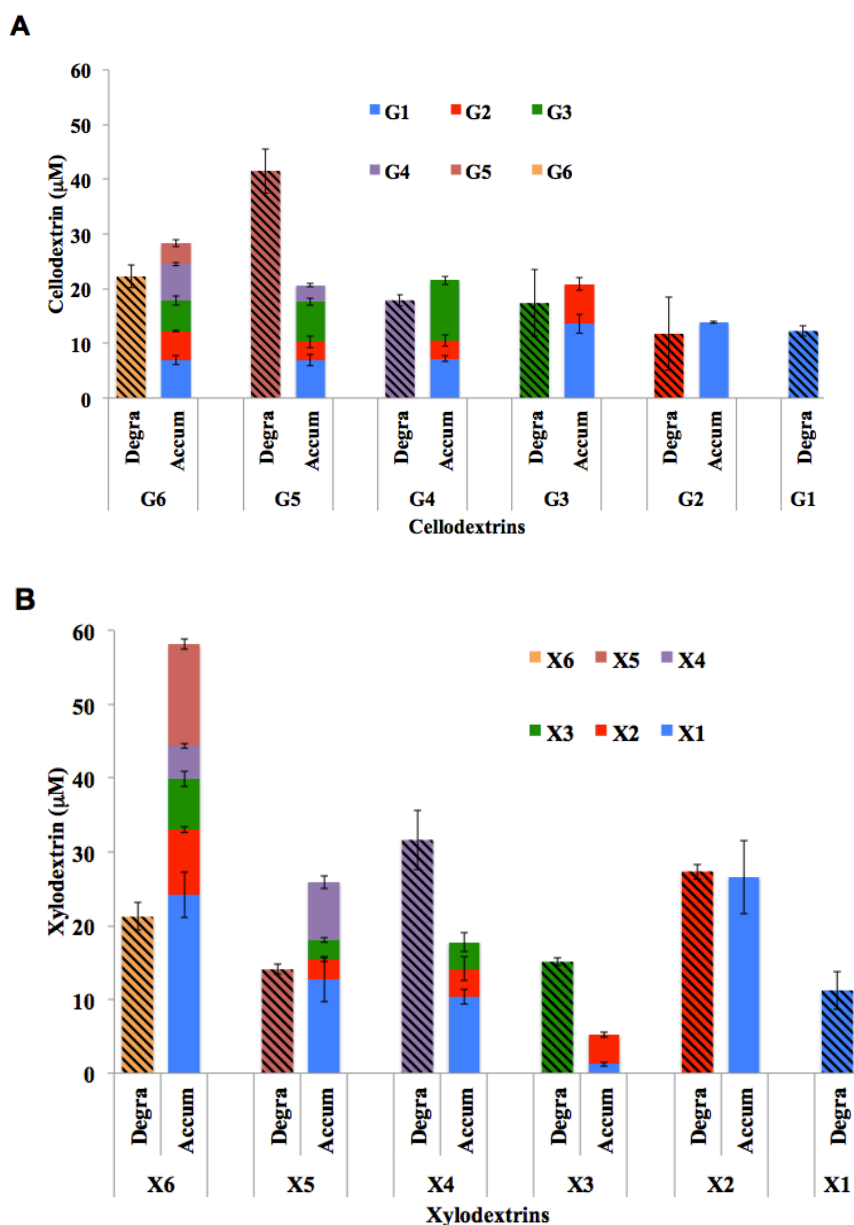 A
60
50
40
30
20
10
0
Cellodextrin (µM)
G1 G2 G3
G4 G5 G6
Degra Accum Degra Accum Degra Accum Degra Accum Degra Accum Degra
G6 G5 G4 G3 G2 G1
Cellodextrins
B
60
50
40
30
20
10
0
Xylodextrin (µM)
X6 X5 X4
X3 X2 X1
Degra Accum Degra Accum Degra Accum Degra Accum Degra Accum Degra
X6 X5 X4 X3 X2 X1
Xylodextrins